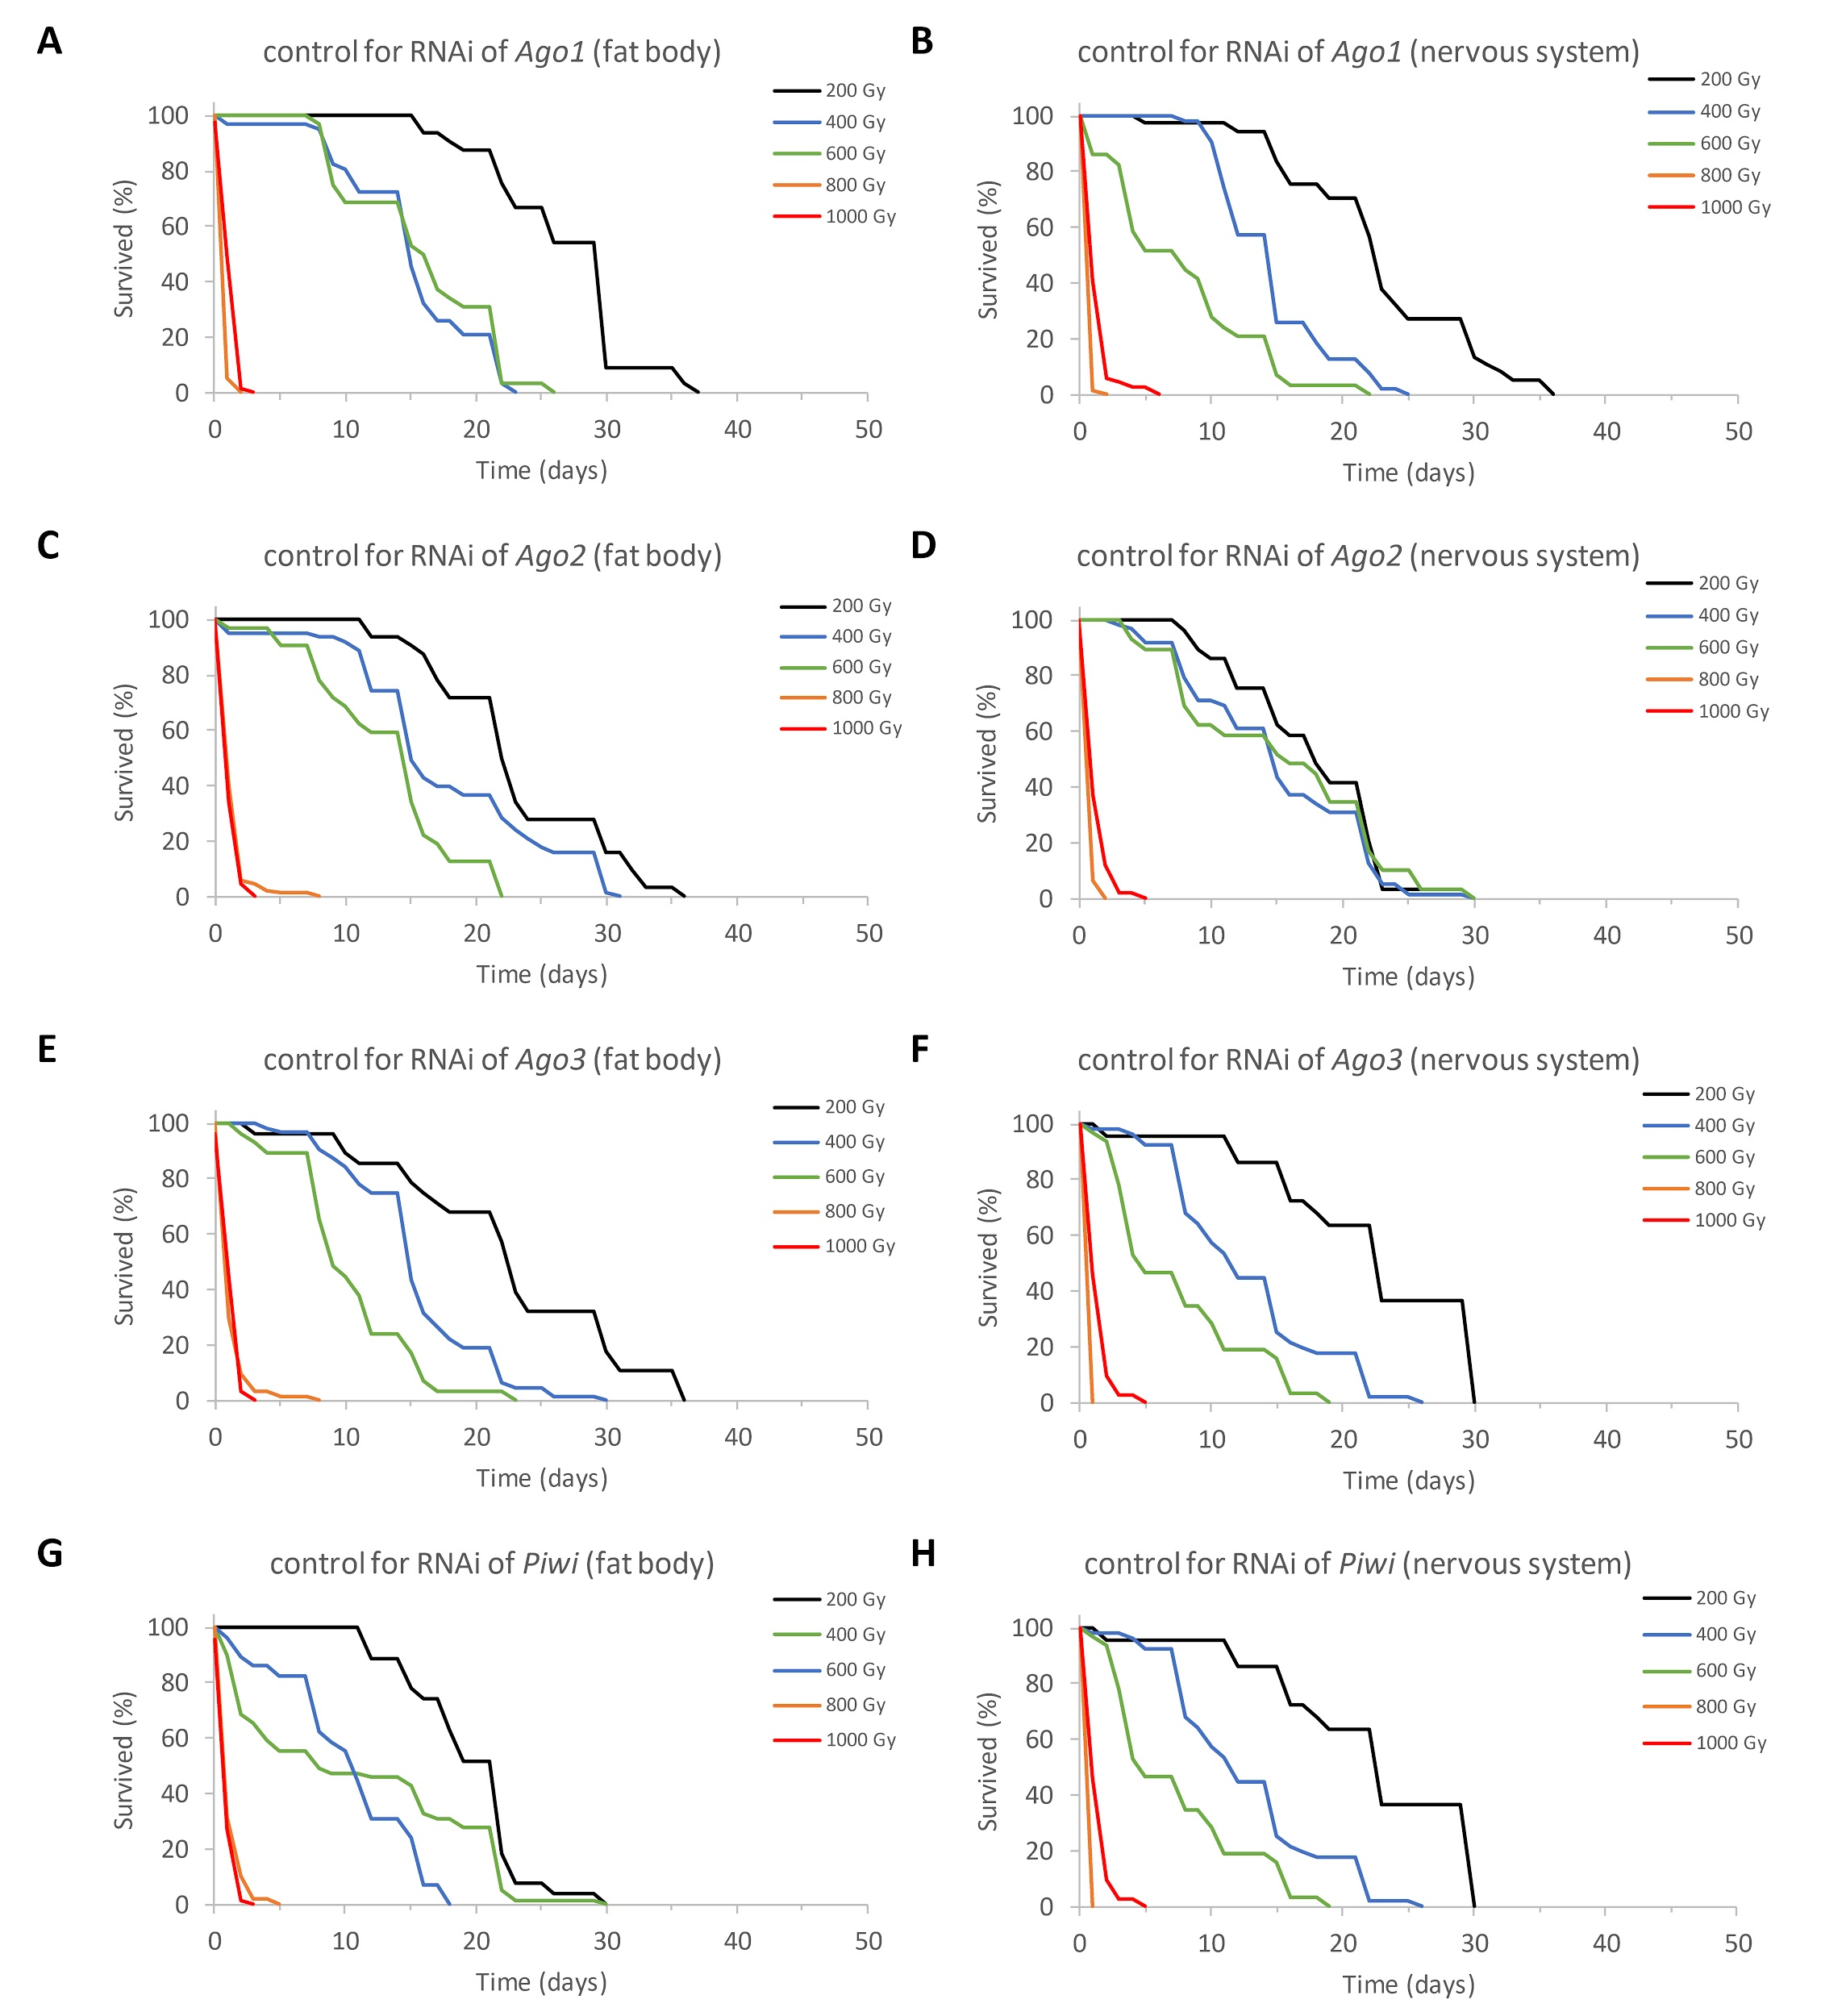 A
control for RNAi of Ago1 (fat body)
200 Gy
400 Gy
600 Gy
800 Gy
1000 Gy
Survived (%)
100
80
60
40
20
0
0 10 20 30 40 50
Time (days)
B
control for RNAi of Ago1 (nervous system)
200 Gy
400 Gy
600 Gy
800 Gy
1000 Gy
Survived (%)
100
80
60
40
20
0
0 10 20 30 40 50
Time (days)
C
control for RNAi of Ago2 (fat body)
200 Gy
400 Gy
600 Gy
800 Gy
1000 Gy
Survived (%)
100
80
60
40
20
0
0 10 20 30 40 50
Time (days)
D
control for RNAi of Ago2 (nervous system)
200 Gy
400 Gy
600 Gy
800 Gy
1000 Gy
Survived (%)
100
80
60
40
20
0
0 10 20 30 40 50
Time (days)
E
control for RNAi of Ago3 (fat body)
200 Gy
400 Gy
600 Gy
800 Gy
1000 Gy
Survived (%)
100
80
60
40
20
0
0 10 20 30 40 50
Time (days)
F
control for RNAi of Ago3 (nervous system)
200 Gy
400 Gy
600 Gy
800 Gy
1000 Gy
Survived (%)
100
80
60
40
20
0
0 10 20 30 40 50
Time (days)
G
control for RNAi of Piwi (fat body)
200 Gy
400 Gy
600 Gy
800 Gy
1000 Gy
Survived (%)
100
80
60
40
20
0
0 10 20 30 40 50
Time (days)
H
control for RNAi of Piwi (nervous system)
200 Gy
400 Gy
600 Gy
800 Gy
1000 Gy
Survived (%)
100
80
60
40
20
0
0 10 20 30 40 50
Time (days)